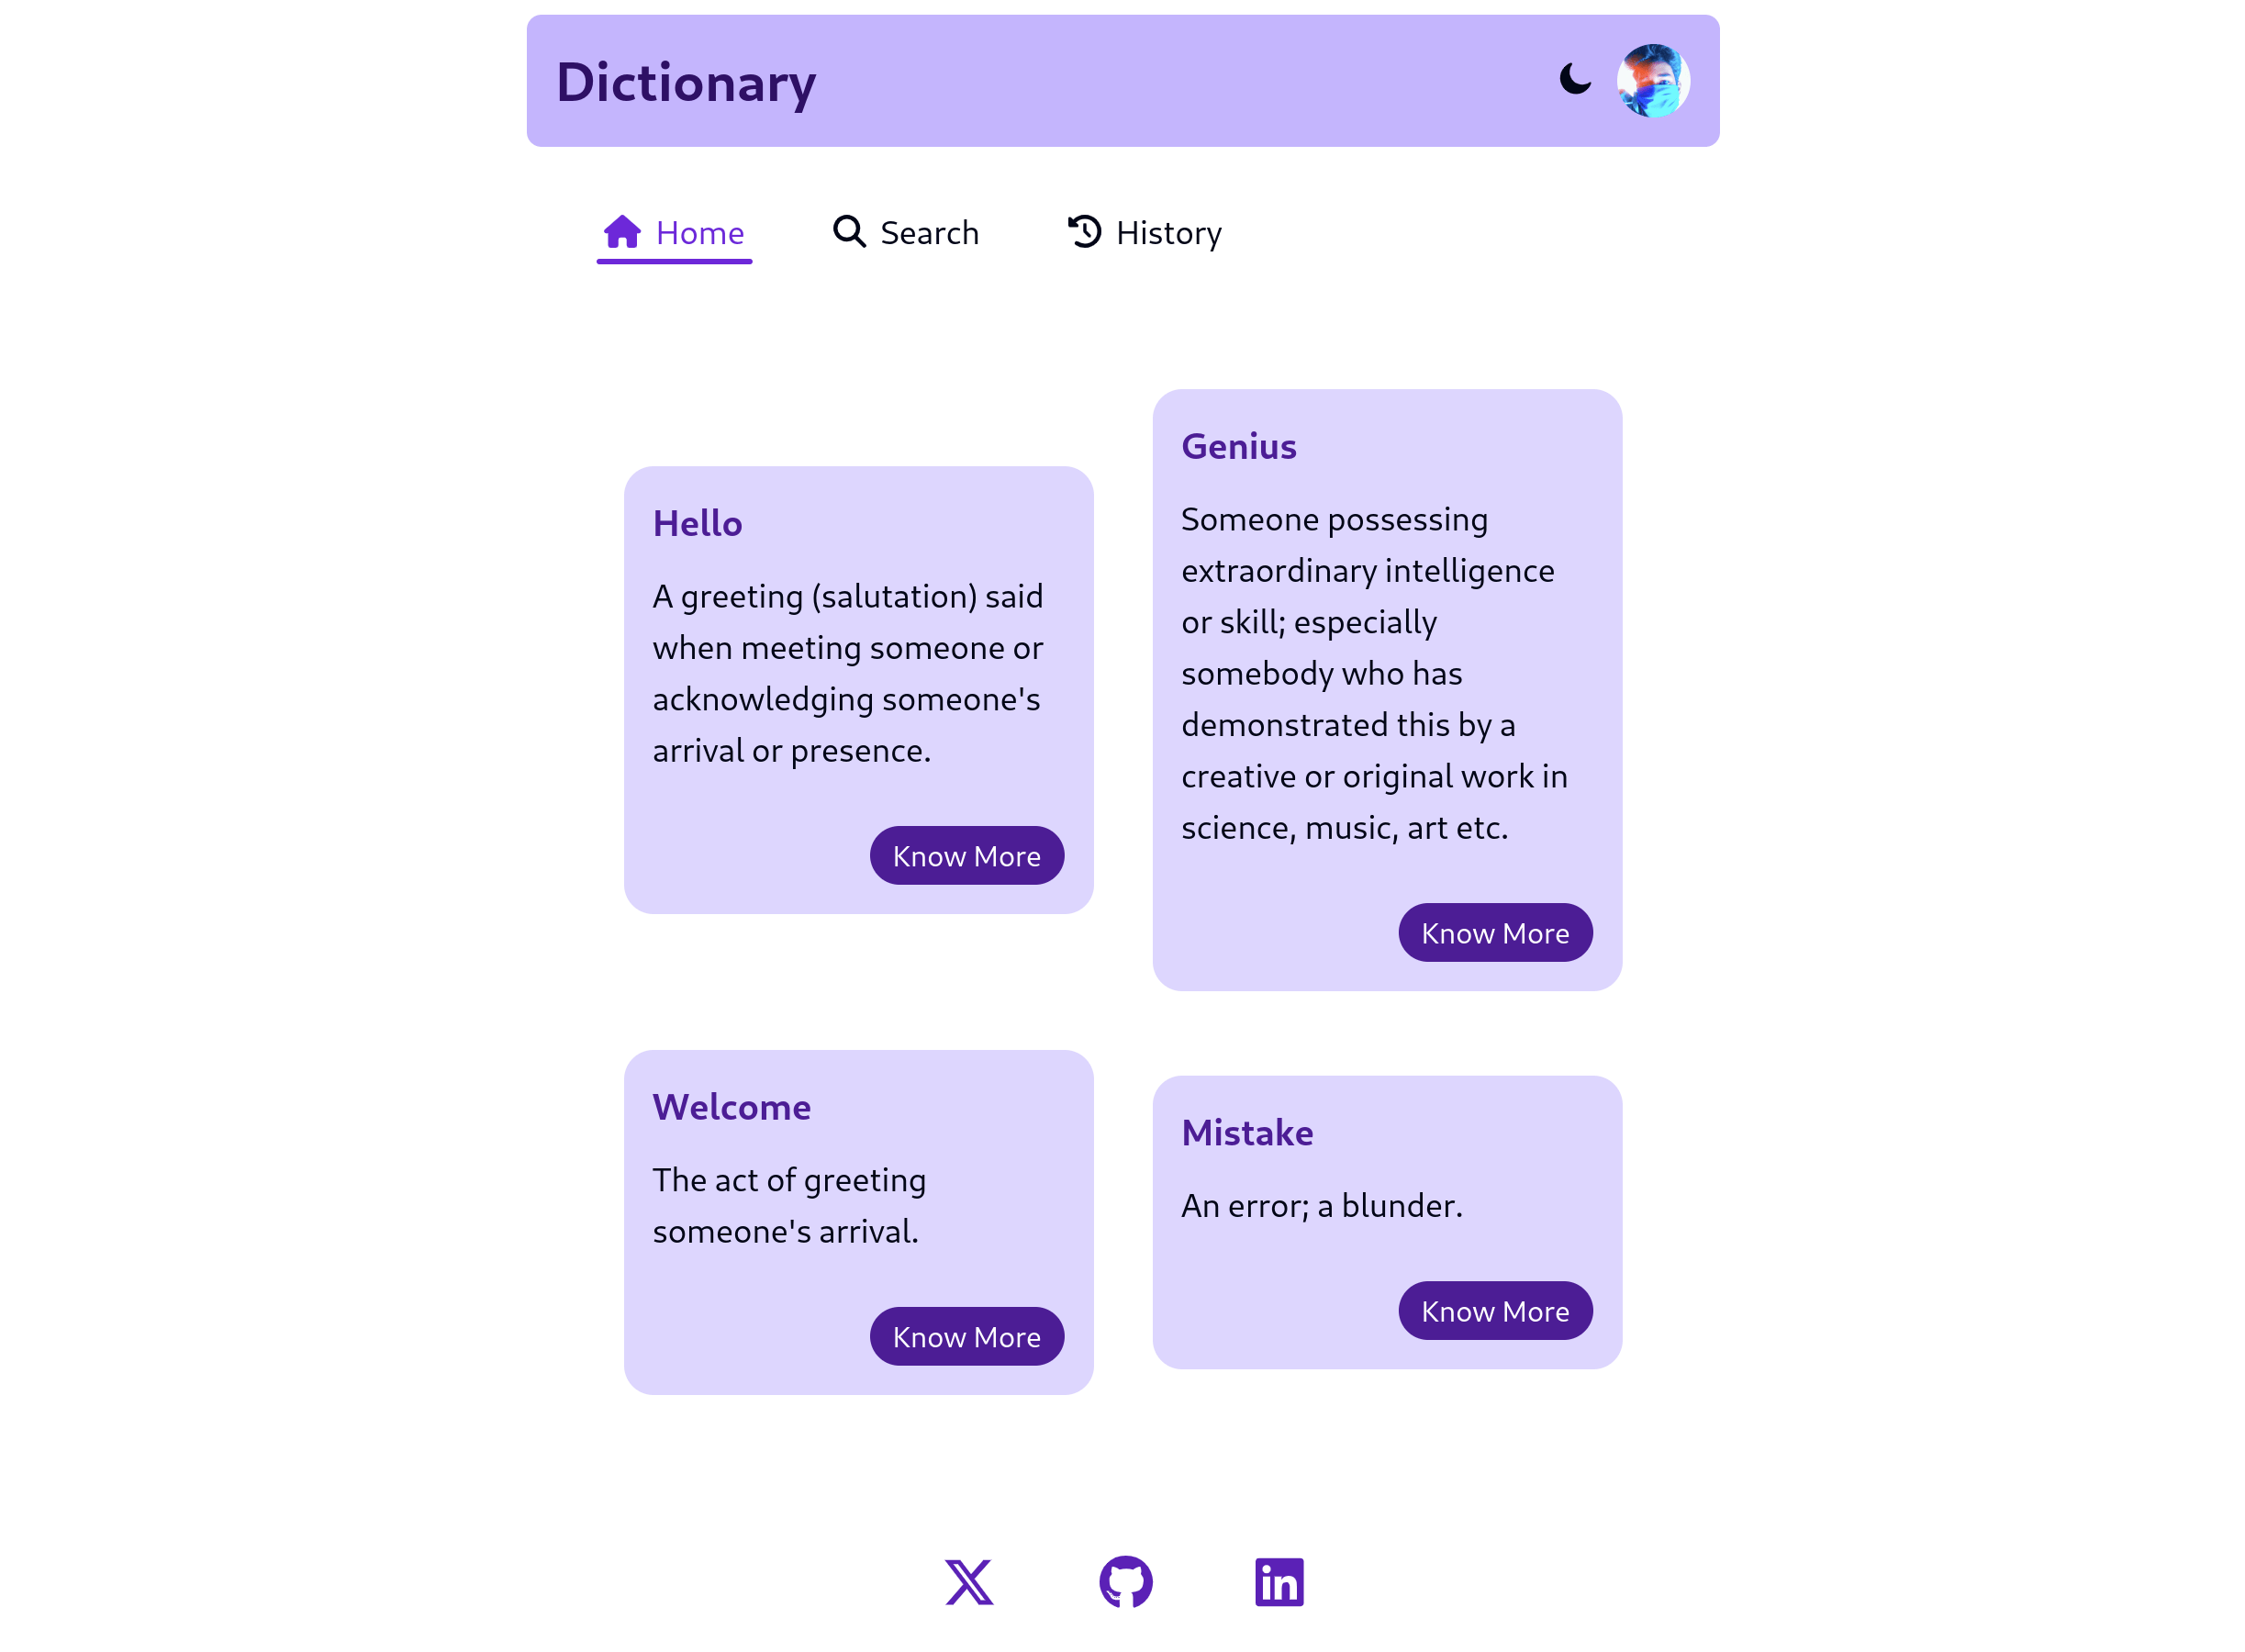 Dictionary
Home
Search
History
Hello
A greeting (salutation) said
when meeting someone or
acknowledging someone's
arrival or presence.
Know More
Genius
Someone possessing
extraordinary intelligence
or skill; especially
somebody who has
demonstrated this by a
creative or original work in
science, music, art etc.
Know More
Welcome
The act of greeting
someone's arrival.
Know More
Mistake
An error; a blunder.
Know More